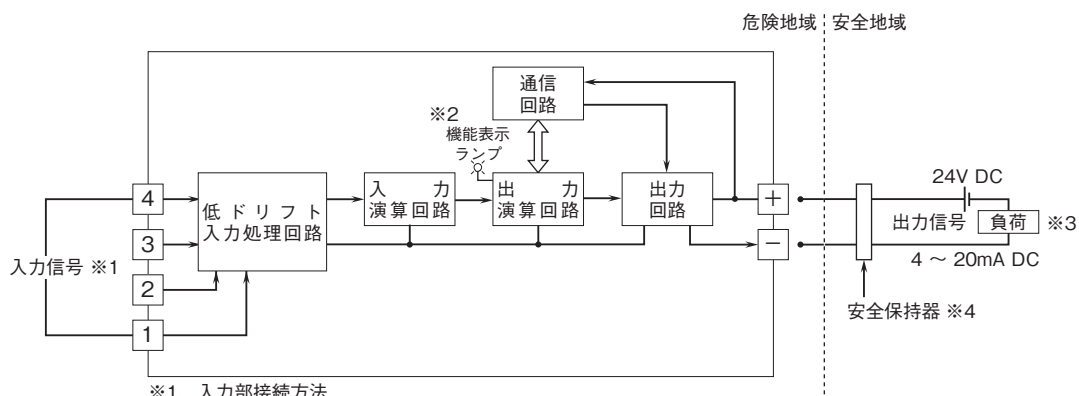 危険地域
安全地域
通信
回路
※2
機能表示
ランプ
4
3
2
1
入力信号 ※1
低ドリフト
入力処理回路
入力
演算回路
出力
演算回路
出力
回路
+
−
24V DC
出力信号
負荷
※3
4 ～ 20mA DC
安全保持器 ※4
※1 入力部接続方法